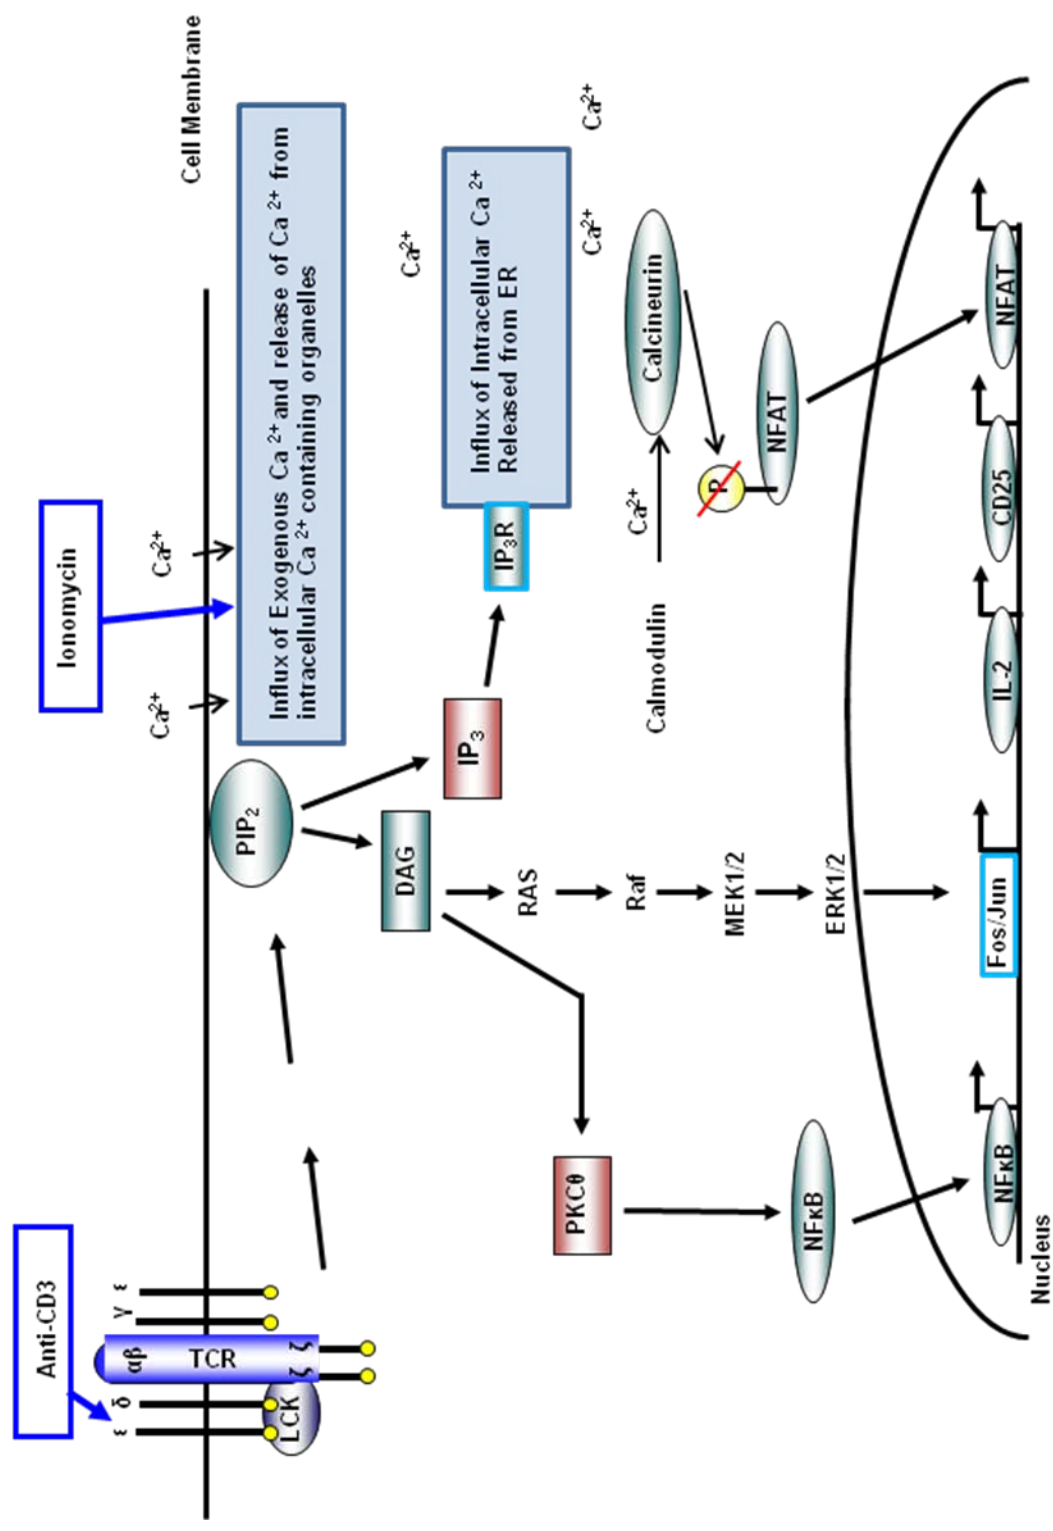 Anti-CD3
Ionomycin
Cell Membrane
Ca2+
Ca2+
ε
δ
αβ
γ
ε
TCR
ζ
ζ
LCK
PIP2
Influx of Exogenous Ca 2+ and release of Ca 2+ from
intracellular Ca 2+ containing organelles
DAG
IP3
IP3R
Ca2+
Influx of Intracellular Ca 2+
Released from ER
Ca2+
Ca2+
RAS
Raf
MEK1/2
ERK1/2
PKCθ
NFκB
Calmodulin
Ca2+
Calcineurin
P
NFAT
NFκB
Fos/Jun
IL-2
CD25
NFAT
Nucleus